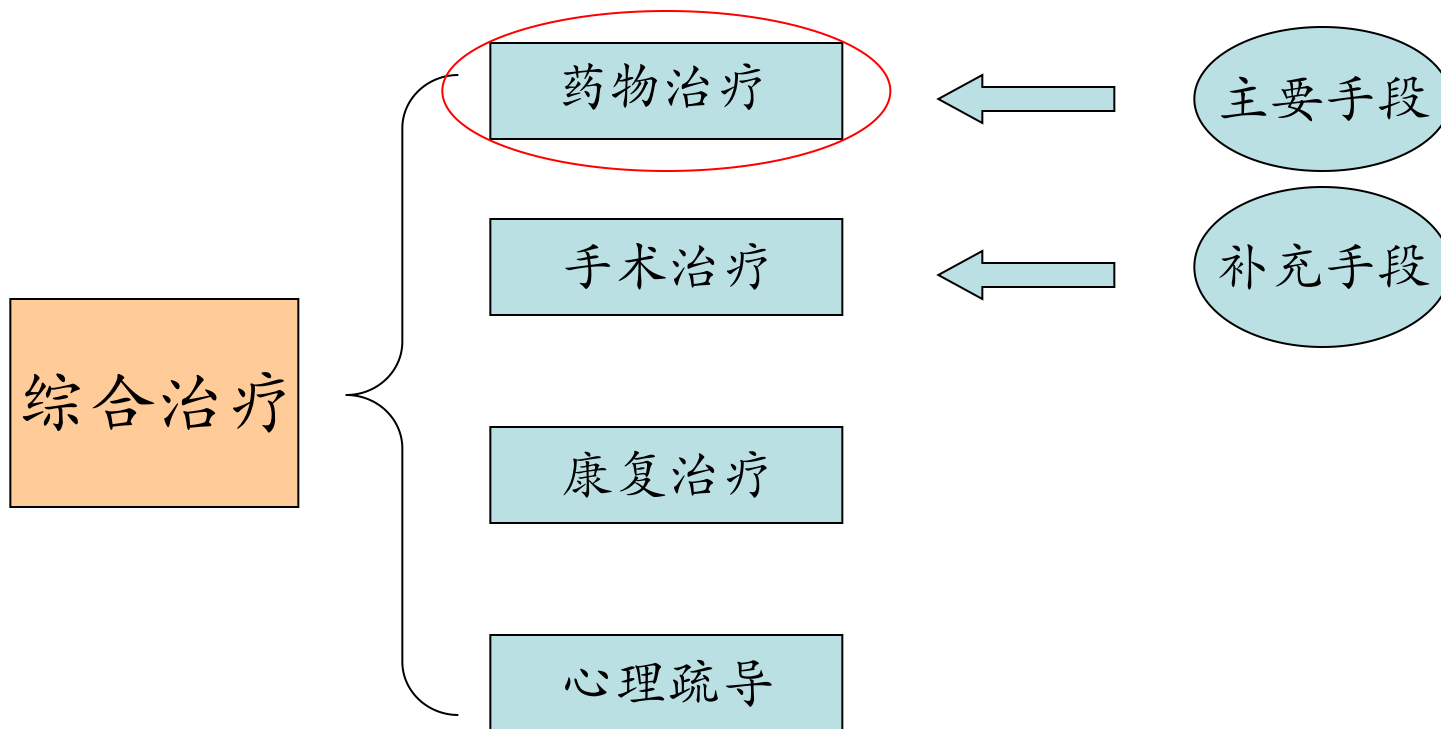 药物治疗
主要手段
手术治疗
补充手段
综合治疗
康复治疗
心理疏导